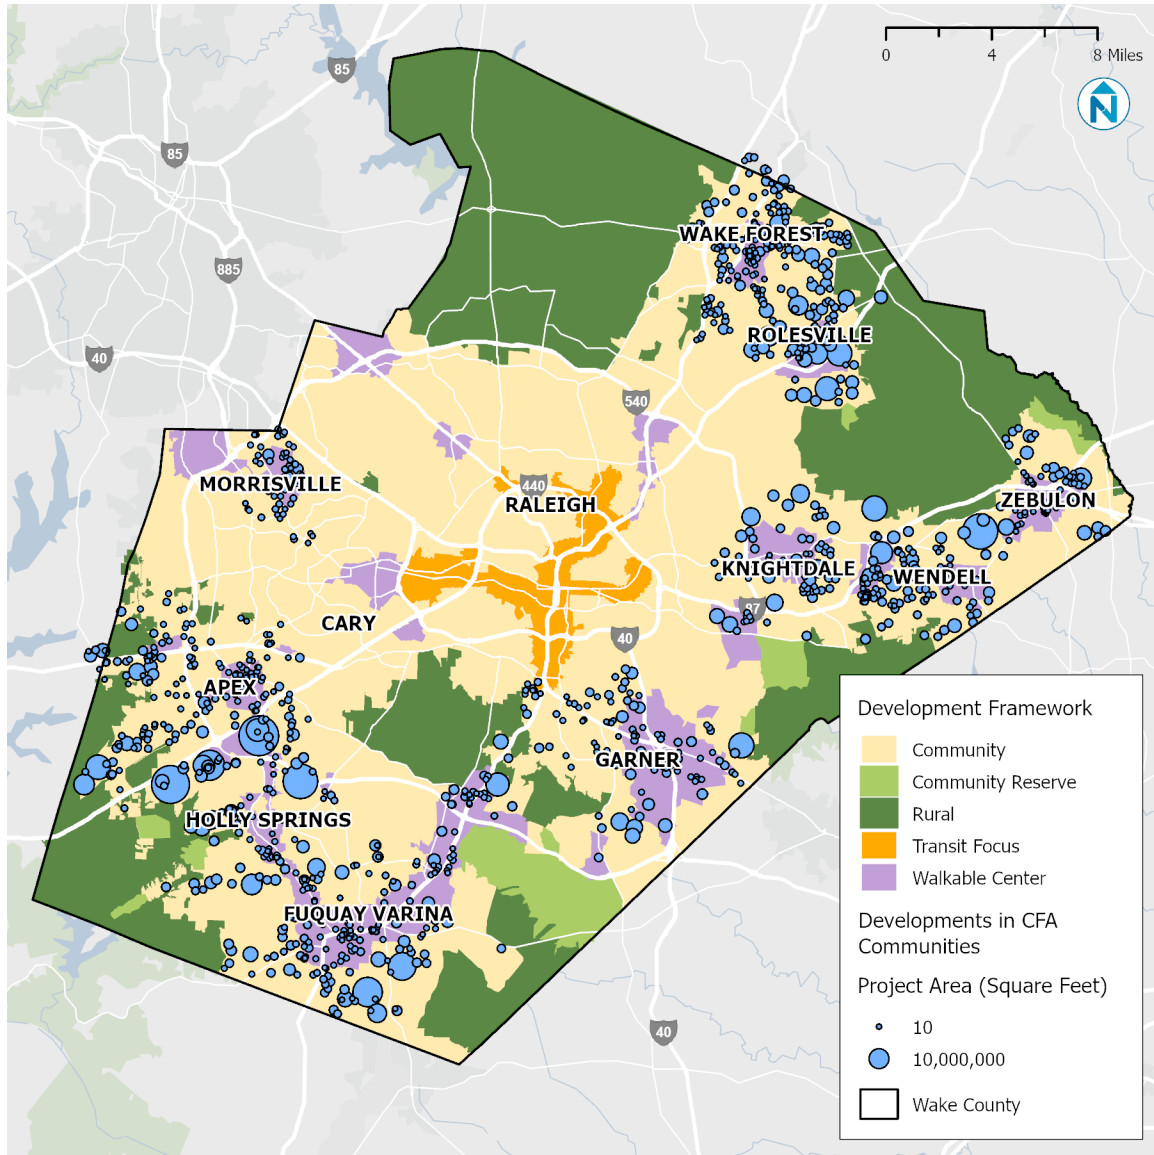 0 4 8 Miles
N
85
85
885
40
WAKE FOREST
ROLESVILLE
540
MORRISVILLE
440
RALEIGH
ZEBULON
KNIGHTDALE
WENDELL
87
CARY
40
APEX
GARNER
HOLLY SPRINGS
FUQUAY VARINA
40
Development Framework
Community
Community Reserve
Rural
Transit Focus
Walkable Center
Developments in CFA
Communities
Project Area (Square Feet)
10
10,000,000
Wake County